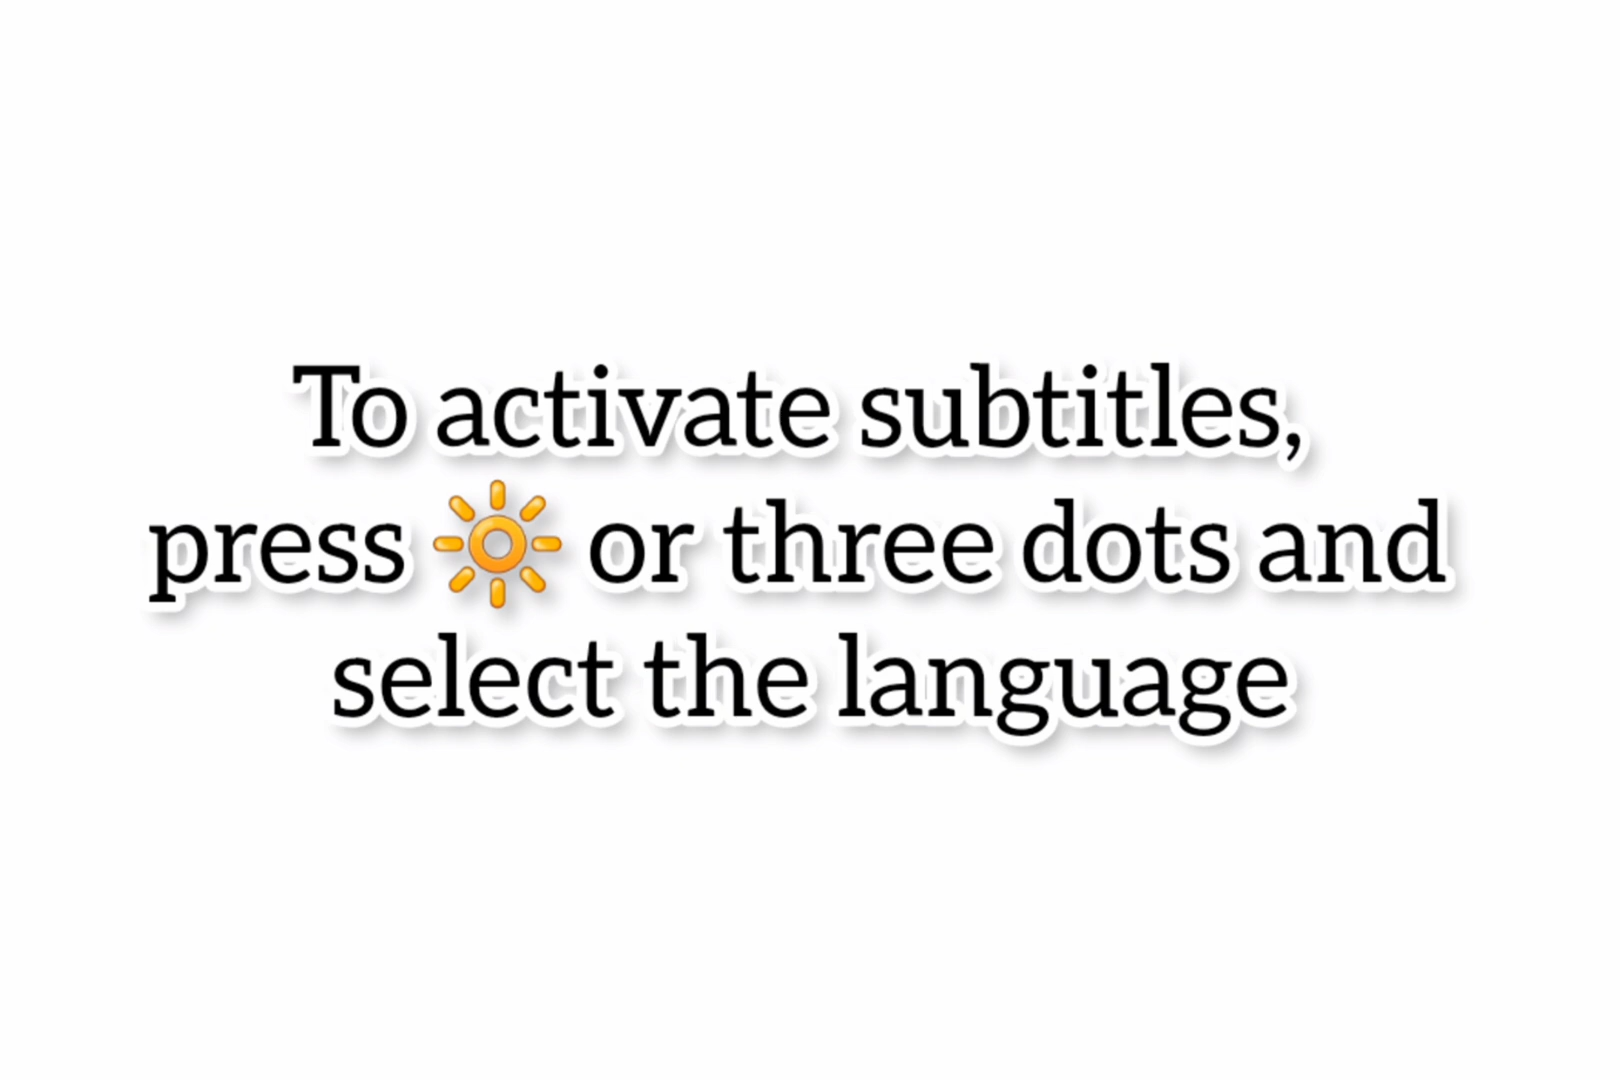 To activate subtitles,
press 🔆 or three dots and
select the language